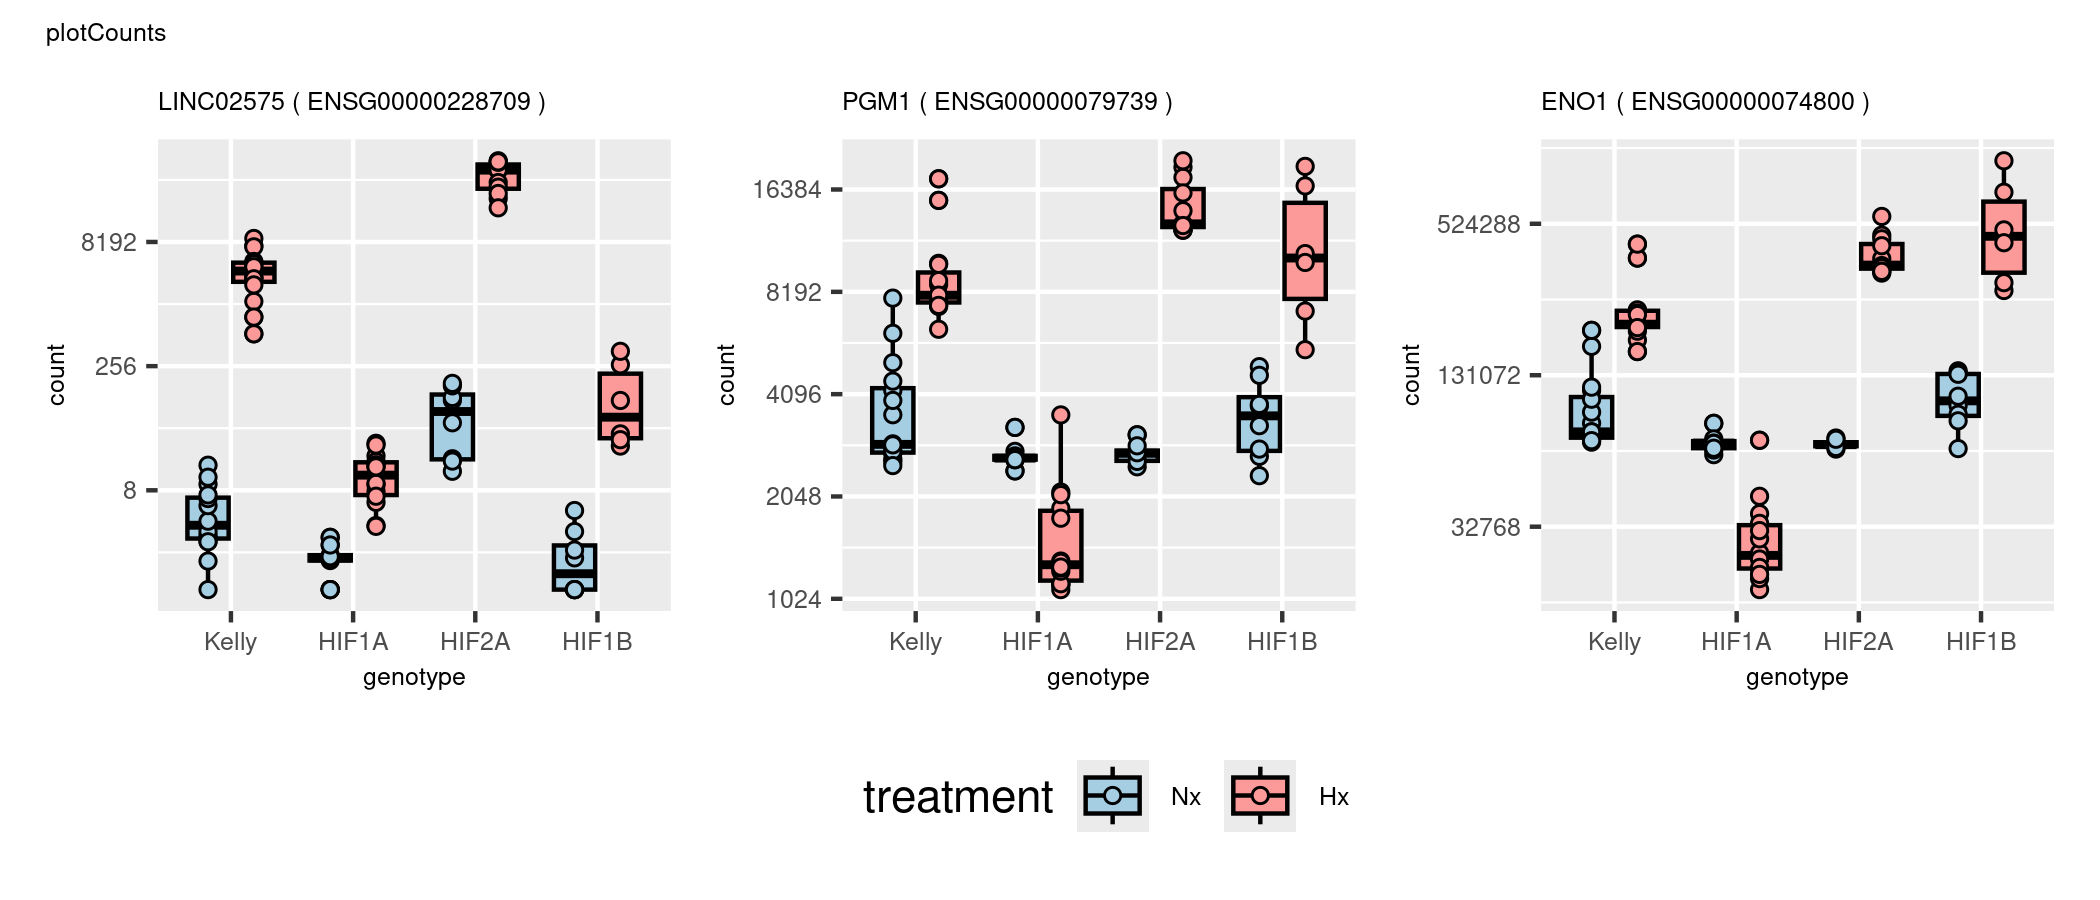 plotCounts
LINC02575 ( ENSG00000228709 )
count
8192
256
8
Kelly HIF1A HIF2A HIF1B
genotype
PGM1 ( ENSG00000079739 )
count
16384
8192
4096
2048
1024
Kelly HIF1A HIF2A HIF1B
genotype
ENO1 ( ENSG00000074800 )
count
524288
131072
32768
Kelly HIF1A HIF2A HIF1B
genotype
treatment Nx Hx